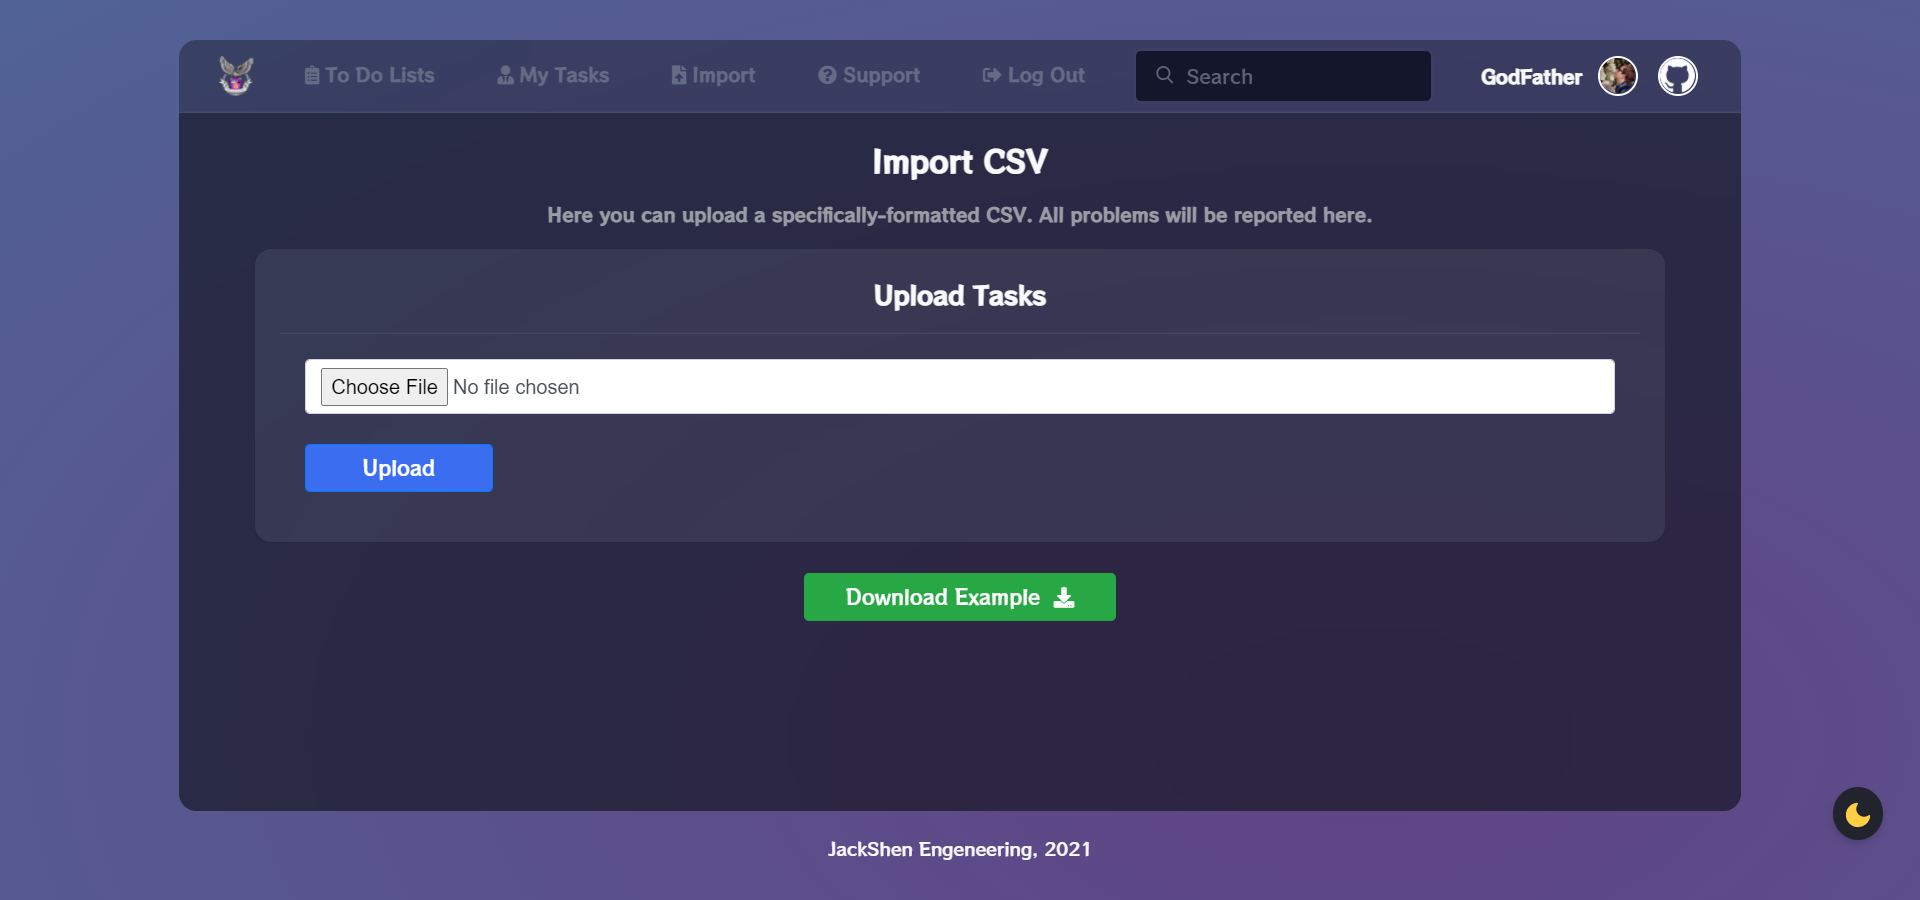 To Do Lists
My Tasks
Import
Support
Log Out
Search
GodFather
Import CSV
Here you can upload a specifically-formatted CSV. All problems will be reported here.
Upload Tasks
Choose File No file chosen
Upload
Download Example
JackShen Engeneering, 2021